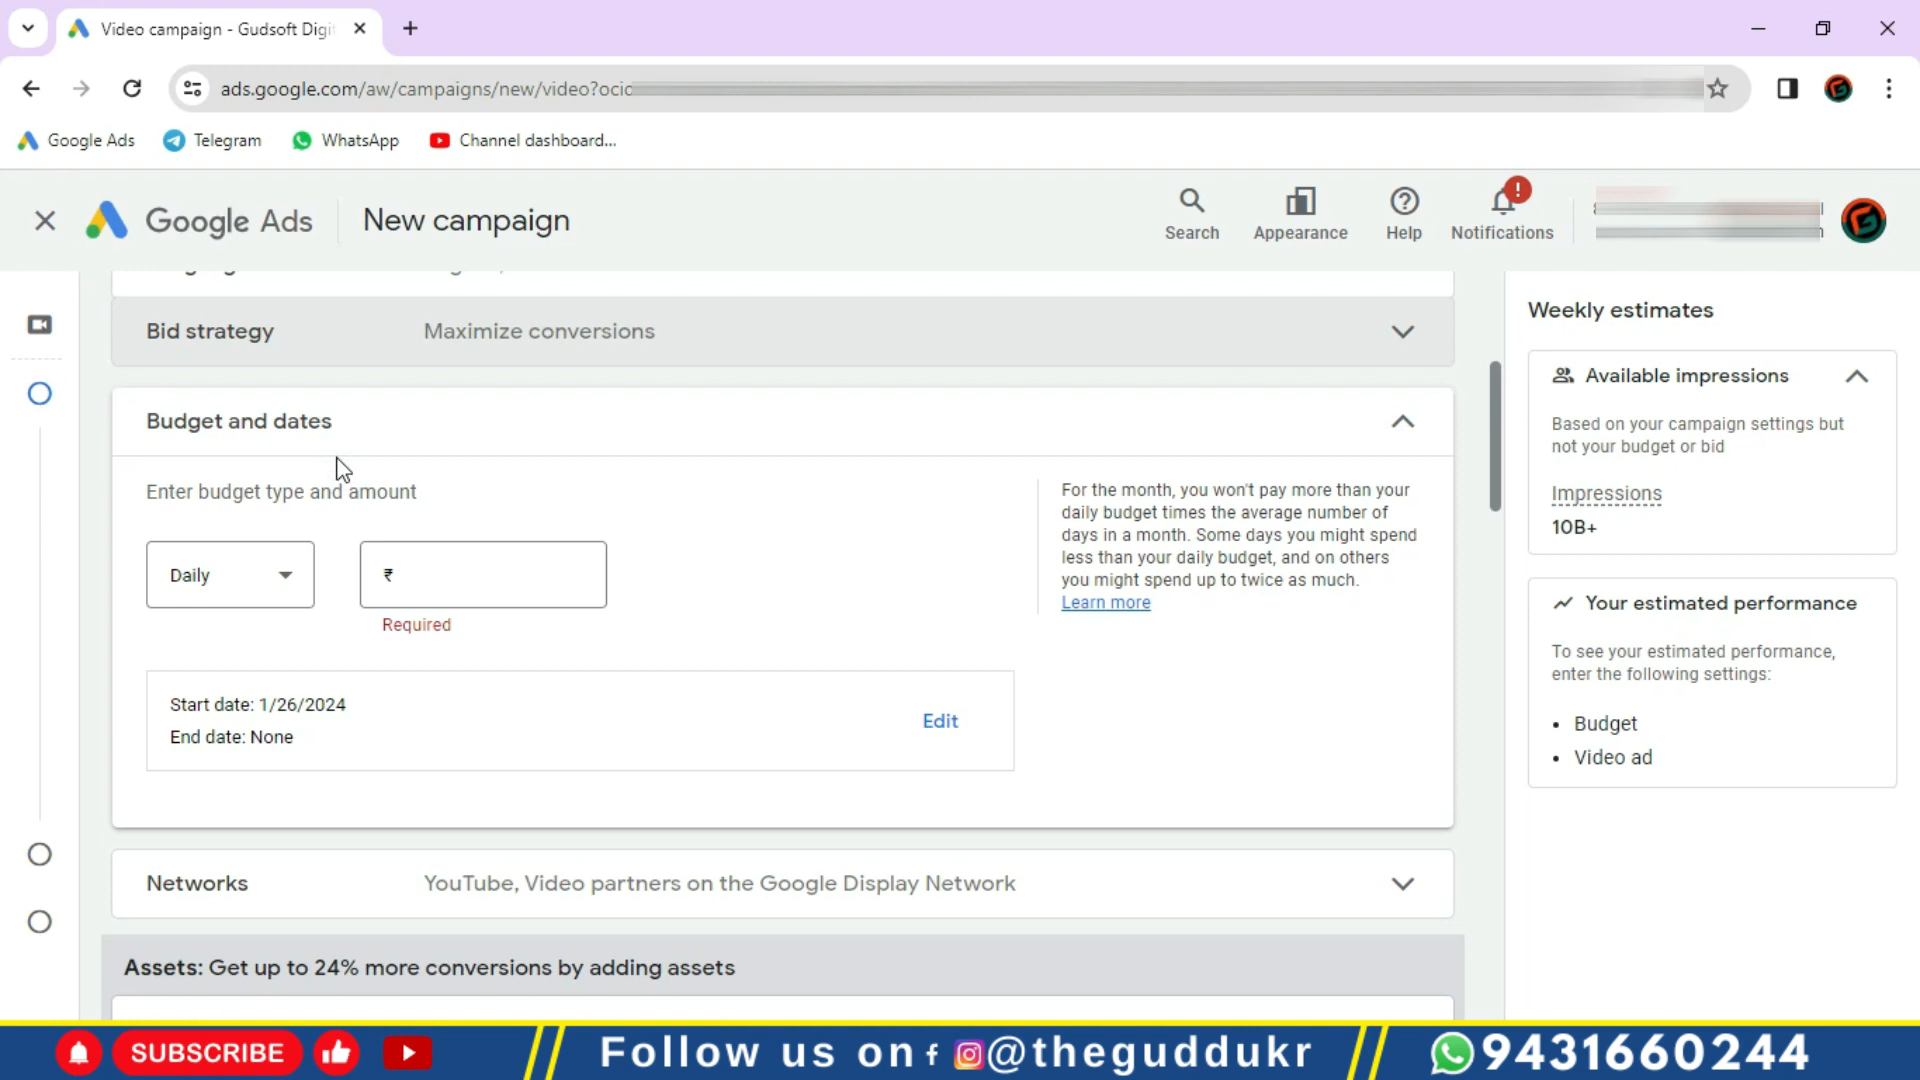 Video campaign - Gudsoft Digi
ads.google.com/aw/campaigns/new/video?ocid
Google Ads
Telegram
WhatsApp
Channel dashboard...
Google Ads
New campaign
Search
Appearance
Help
!
Notifications
Bid strategy
Maximize conversions
Budget and dates
Enter budget type and amount
Daily
₹
Required
For the month, you won't pay more than your
daily budget times the average number of
days in a month. Some days you might spend
less than your daily budget, and on others
you might spend up to twice as much.
Learn more
Start date: 1/26/2024
End date: None
Edit
Networks
YouTube, Video partners on the Google Display Network
Assets: Get up to 24% more conversions by adding assets
Weekly estimates
Available impressions
Based on your campaign settings but
not your budget or bid
Impressions
10B+
Your estimated performance
To see your estimated performance,
enter the following settings:
• Budget
• Video ad
SUBSCRIBE
Follow us on f @theguddukr
9431660244